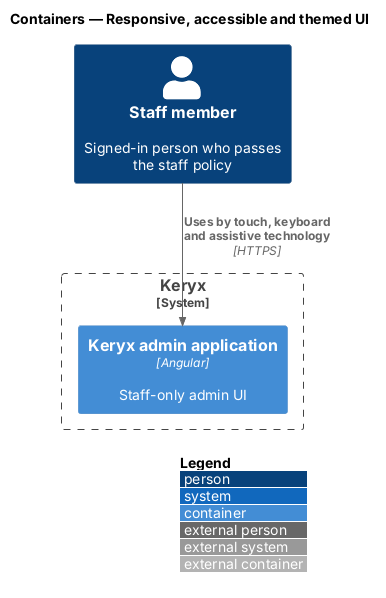 Containers — Responsive, accessible and themed UI
Staff member
Signed-in person who passes
the staff policy
Uses by touch, keyboard
and assistive technology
[HTTPS]
Keryx
[System]
Keryx admin application
[Angular]
Staff-only admin UI
Legend
person
system
container
external person
external system
external container